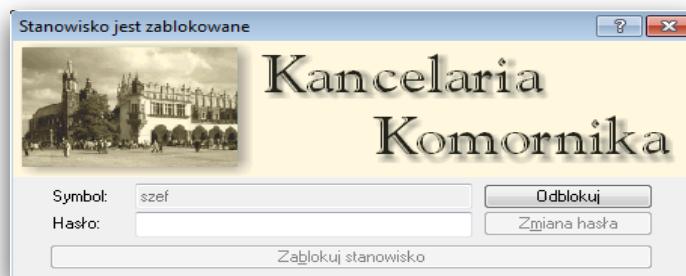 Stanowisko jest zablokowane
?
Kancelaria
Komornika
Symbol: szef Odblokuj
Hasło: Zmiana hasła
Zablokuj stanowisko